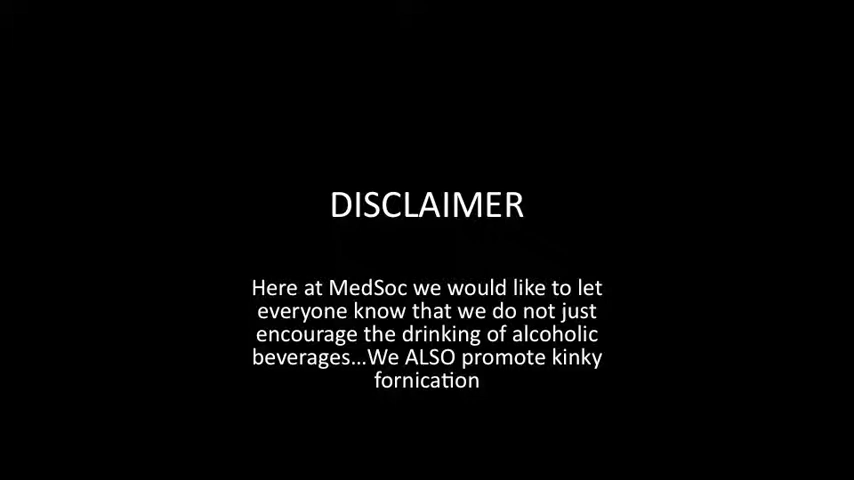 DISCLAIMER
Here at MedSoc we would like to let
everyone know that we do not just
encourage the drinking of alcoholic
beverages...We ALSO promote kinky
fornication